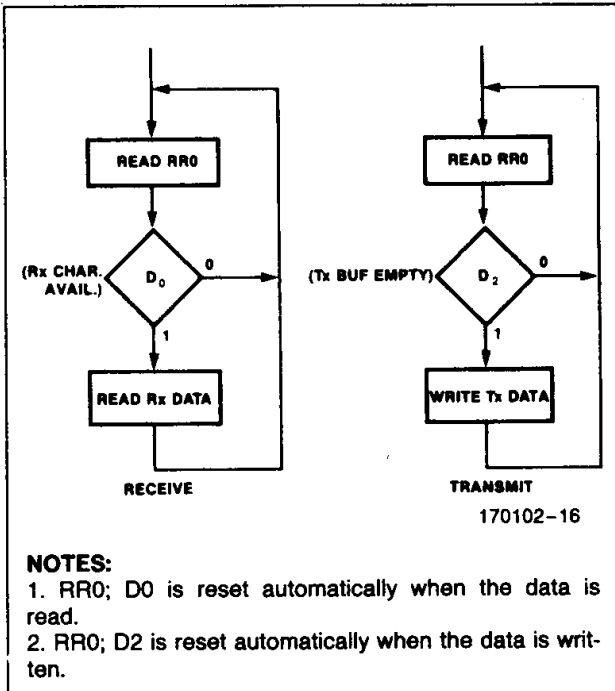 READ RR0
(Rx CHAR.
AVAIL.)
D0
0
1
READ Rx DATA
RECEIVE
READ RR0
(Tx BUF EMPTY)
D2
0
1
WRITE Tx DATA
TRANSMIT
170102-16
NOTES:
1. RR0; D0 is reset automatically when the data is
read.
2. RR0; D2 is reset automatically when the data is writ-
ten.